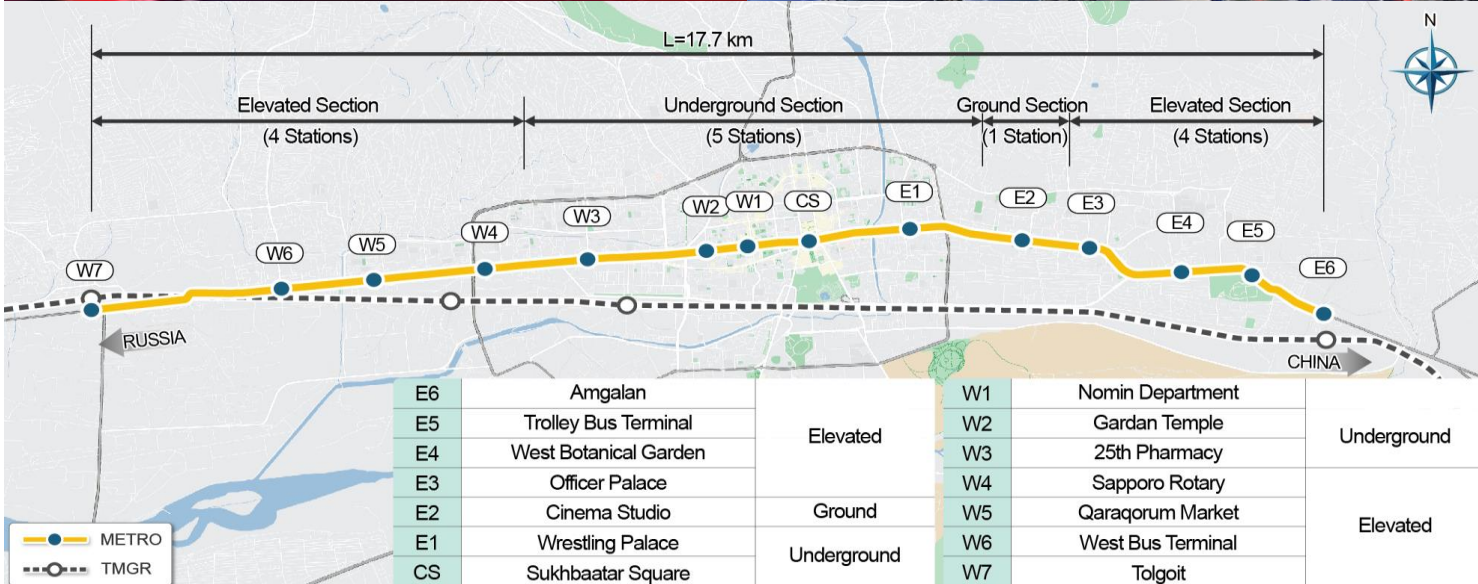 N
L=17.7 km
Elevated Section
(4 Stations)
Underground Section
(5 Stations)
Ground Section
(1 Station)
Elevated Section
(4 Stations)
W7
W6
W5
W4
W3
W2
W1
CS
E1
E2
E3
E4
E5
E6
RUSSIA
CHINA
METRO
TMGR
E6 Amgalan Elevated
E5 Trolley Bus Terminal
E4 West Botanical Garden
E3 Officer Palace
E2 Cinema Studio Ground
E1 Wrestling Palace Underground
CS Sukhbaatar Square
W1 Nomin Department Underground
W2 Gardan Temple
W3 25th Pharmacy
W4 Sapporo Rotary Elevated
W5 Qaraqorum Market
W6 West Bus Terminal
W7 Tolgoit